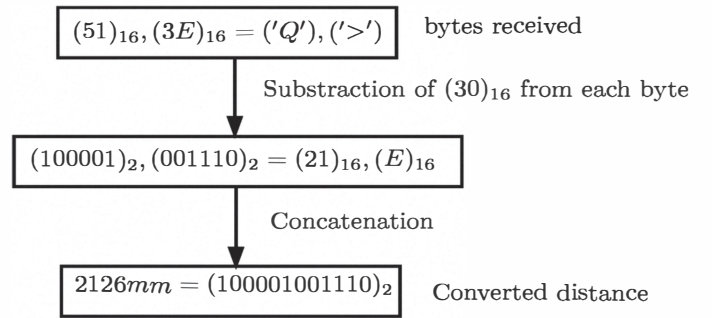 (51)₁₆, (3E)₁₆ = ('Q'), ('>') bytes received
Substraction of (30)₁₆ from each byte
(100001)₂, (001110)₂ = (21)₁₆, (E)₁₆
Concatenation
2126mm = (100001001110)₂
Converted distance